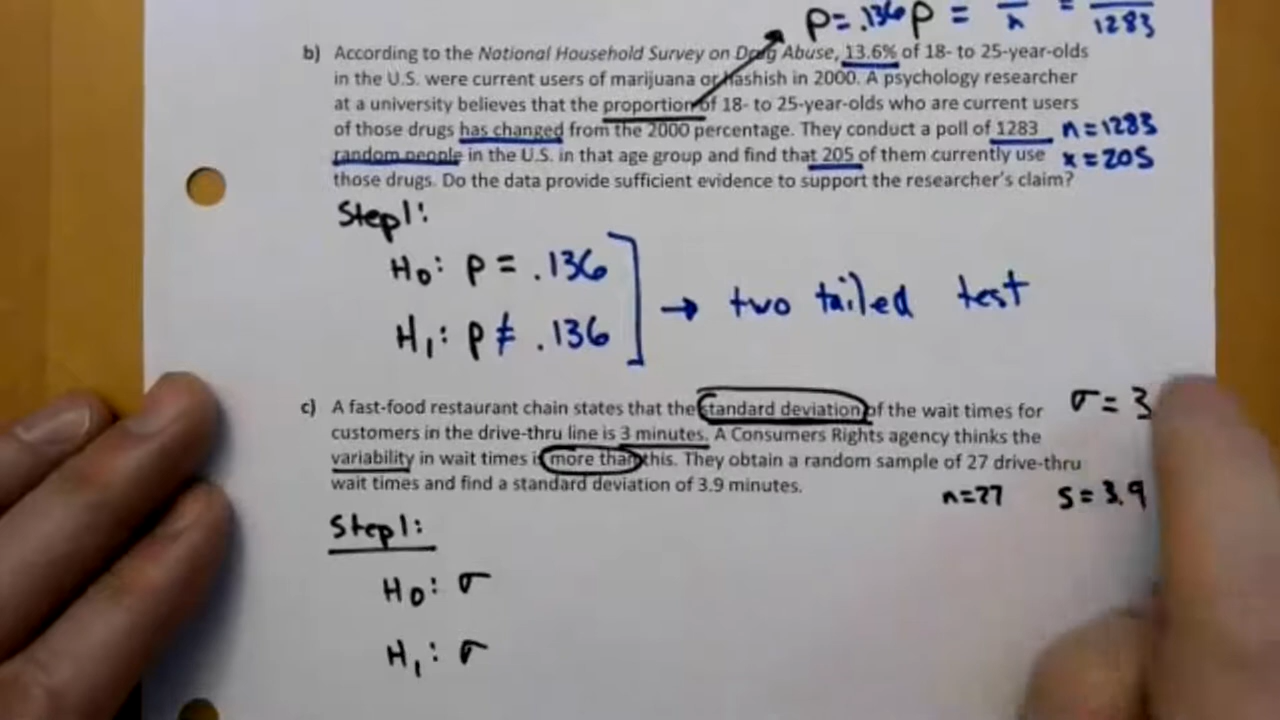 p = .136 p = x/n = /1283
b) According to the National Household Survey on Drug Abuse, 13.6% of 18- to 25-year-olds
in the U.S. were current users of marijuana or hashish in 2000. A psychology researcher
at a university believes that the proportion of 18- to 25-year-olds who are current users
of those drugs has changed from the 2000 percentage. They conduct a poll of 1283 n=1283
random people in the U.S. in that age group and find that 205 of them currently use x=205
those drugs. Do the data provide sufficient evidence to support the researcher's claim?
Step1:
H₀: p = .136
H₁: p ≠ .136
→ two tailed test
c) A fast-food restaurant chain states that the standard deviation of the wait times for σ = 3
customers in the drive-thru line is 3 minutes. A Consumers Rights agency thinks the
variability in wait times is more than this. They obtain a random sample of 27 drive-thru
wait times and find a standard deviation of 3.9 minutes. n=27 s = 3.9
Step1:
H₀: σ
H₁: σ